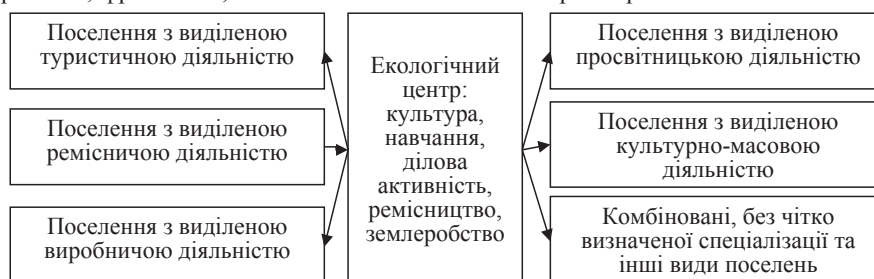 Поселення з виділеною
туристичною діяльністю
Поселення з виділеною
ремісничою діяльністю
Поселення з виділеною
виробничою діяльністю
Екологічний
центр:
культура,
навчання,
ділова
активність,
ремісництво,
землеробство
Поселення з виділеною
просвітницькою діяльністю
Поселення з виділеною
культурно-масовою
діяльністю
Комбіновані, без чітко
визначеної спеціалізації та
інші види поселень